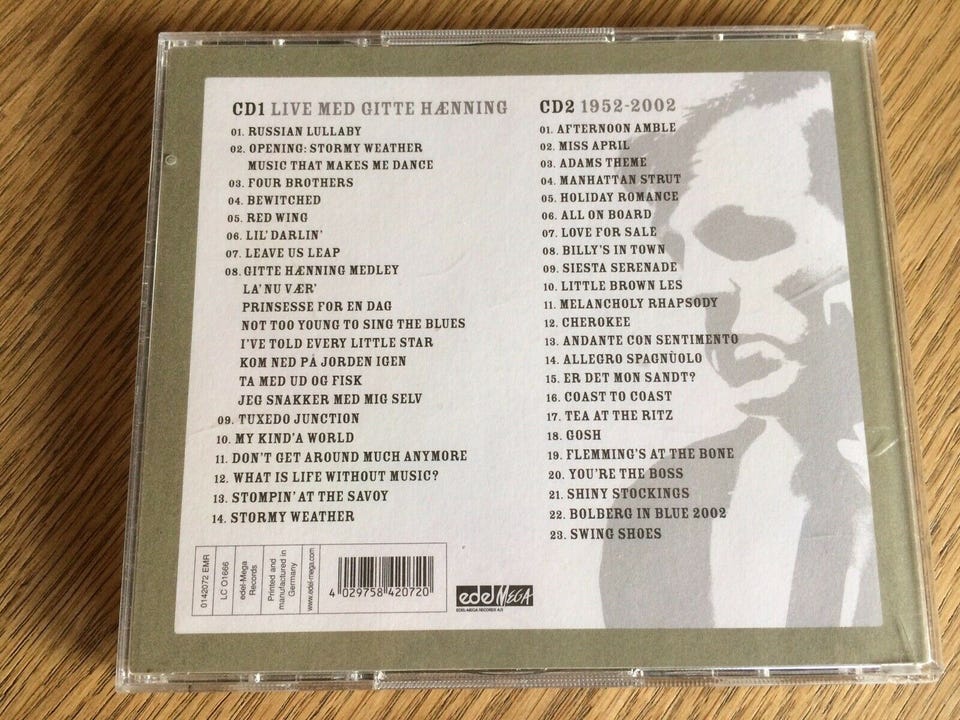 CD1 LIVE MED GITTE HÆNNING
01. RUSSIAN LULLABY
02. OPENING: STORMY WEATHER
MUSIC THAT MAKES ME DANCE
03. FOUR BROTHERS
04. BEWITCHED
05. RED WING
06. LIL' DARLIN'
07. LEAVE US LEAP
08. GITTE HÆNNING MEDLEY
LA' NU VÆR'
PRINSESSE FOR EN DAG
NOT TOO YOUNG TO SING THE BLUES
I'VE TOLD EVERY LITTLE STAR
KOM NED PÅ JORDEN IGEN
TA MED UD OG FISK
JEG SNAKKER MED MIG SELV
09. TUXEDO JUNCTION
10. MY KIND'A WORLD
11. DON'T GET AROUND MUCH ANYMORE
12. WHAT IS LIFE WITHOUT MUSIC?
13. STOMPIN' AT THE SAVOY
14. STORMY WEATHER
CD2 1952-2002
01. AFTERNOON AMBLE
02. MISS APRIL
03. ADAMS THEME
04. MANHATTAN STRUT
05. HOLIDAY ROMANCE
06. ALL ON BOARD
07. LOVE FOR SALE
08. BILLY'S IN TOWN
09. SIESTA SERENADE
10. LITTLE BROWN LES
11. MELANCHOLY RHAPSODY
12. CHEROKEE
13. ANDANTE CON SENTIMENTO
14. ALLEGRO SPAGNÙOLO
15. ER DET MON SANDT?
16. COAST TO COAST
17. TEA AT THE RITZ
18. GOSH
19. FLEMMING'S AT THE BONE
20. YOU'RE THE BOSS
21. SHINY STOCKINGS
22. BOLBERG IN BLUE 2002
23. SWING SHOES
0142072 EMR
LC O1666
edel-Mega
Records
Printed and
manufactured in
Germany
www.edel-mega.com
4 029758 420720
edel MEGA
EDEL-MEGA RECORDS A/S